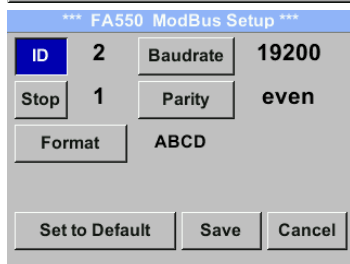 *** FA550 ModBus Setup ***
ID 2 Baudrate 19200
Stop 1 Parity even
Format ABCD
Set to Default Save Cancel